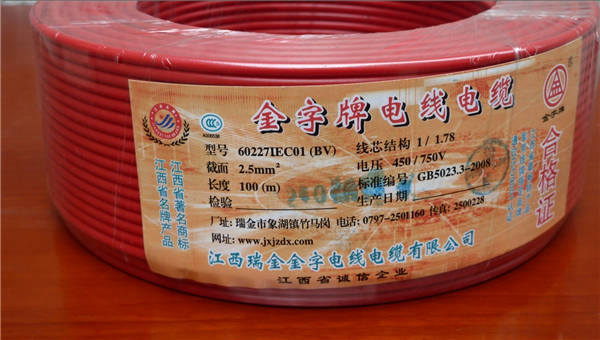 金字牌电线电缆
A009538
金字牌
型号 60227IEC01 (BV)
线芯结构 1 / 1.78
截面 2.5mm²
电压 450 / 750V
长度 100 (m)
标准编号 GB5023.3-2008
检验
生产日期
厂址: 瑞金市象湖镇竹马岗 电话: 0797-2501160 传真: 2500228
网址: www.jxjzdx.com
江西瑞金金字电线电缆有限公司
江西省诚信企业
江西省著名商标
江西省名牌产品
合格证